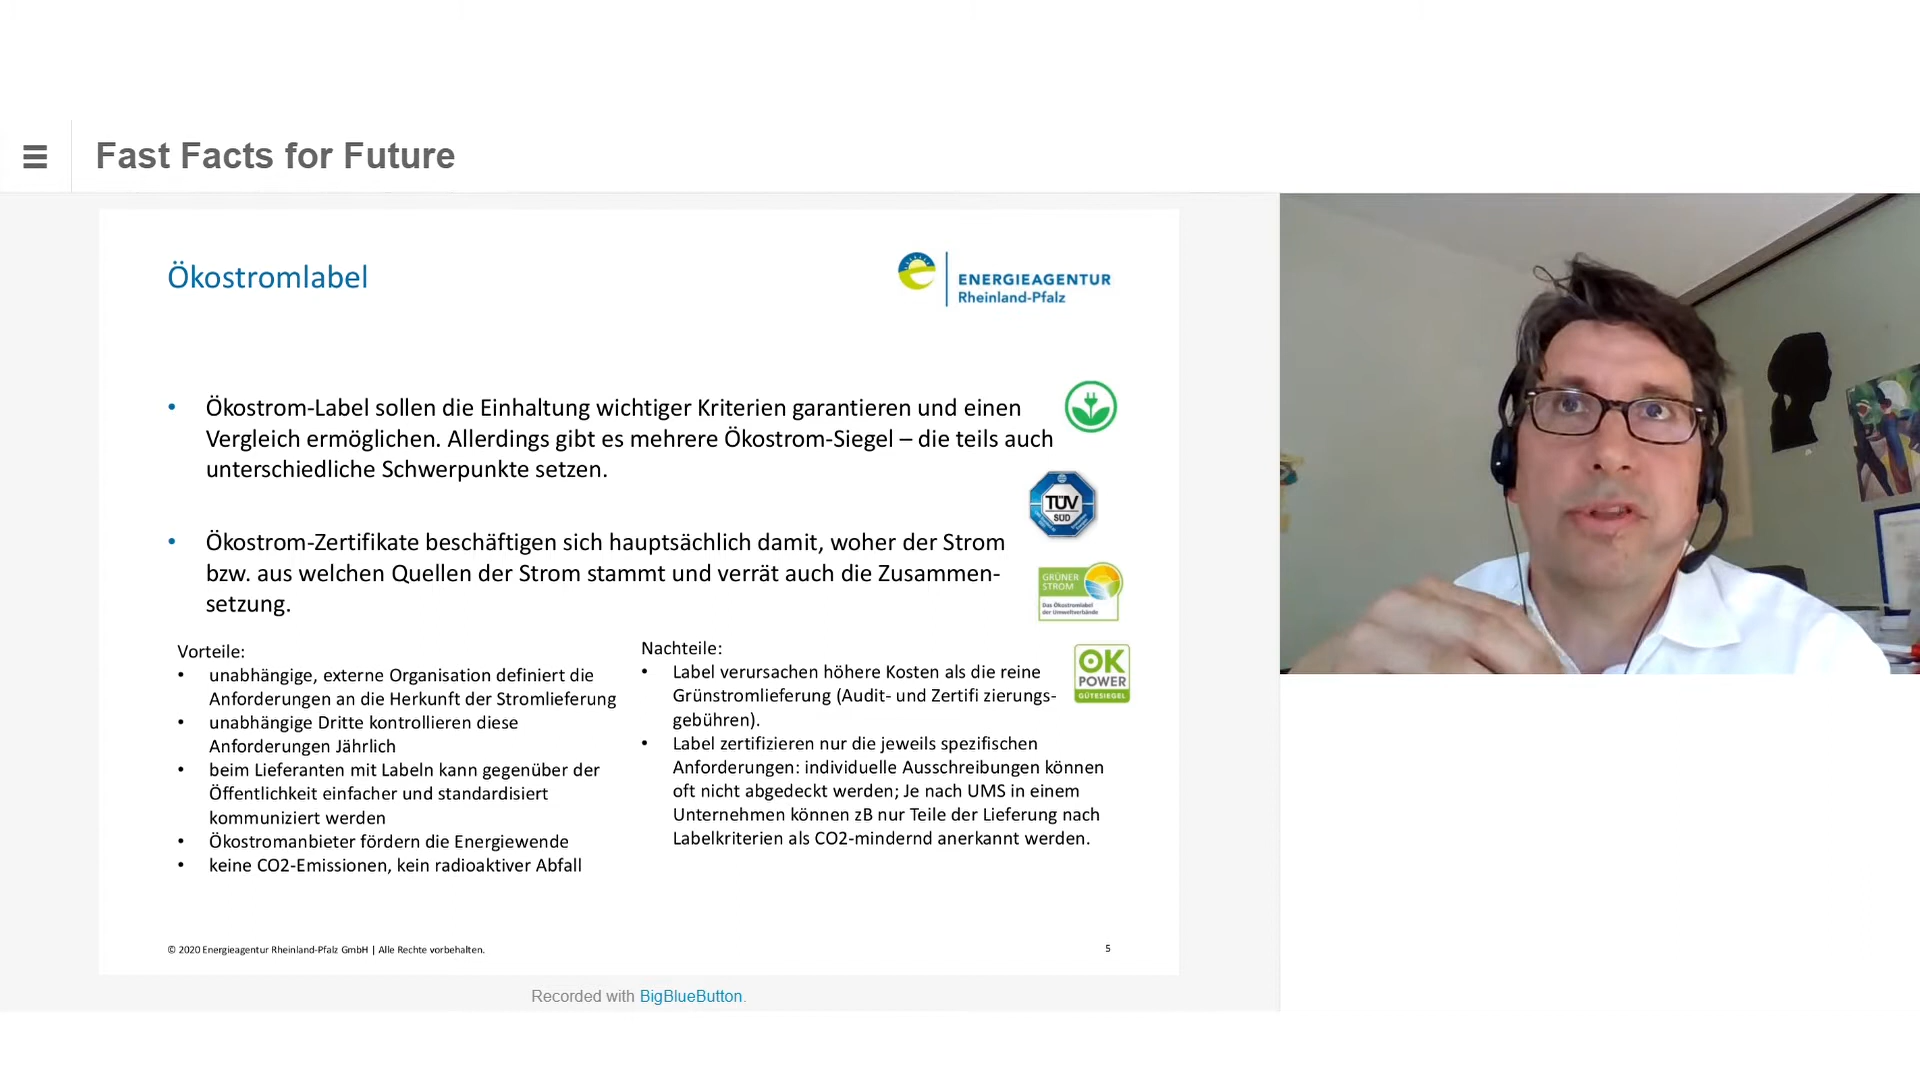 Fast Facts for Future
Ökostromlabel
ENERGIEAGENTUR
Rheinland-Pfalz
Ökostrom-Label sollen die Einhaltung wichtiger Kriterien garantieren und einen
Vergleich ermöglichen. Allerdings gibt es mehrere Ökostrom-Siegel – die teils auch
unterschiedliche Schwerpunkte setzen.
TÜV
SÜD
Ökostrom-Zertifikate beschäftigen sich hauptsächlich damit, woher der Strom
bzw. aus welchen Quellen der Strom stammt und verrät auch die Zusammen-
setzung.
GRÜNER
STROM
Das Ökostromlabel
der Umweltverbände
Vorteile:
• unabhängige, externe Organisation definiert die
Anforderungen an die Herkunft der Stromlieferung
• unabhängige Dritte kontrollieren diese
Anforderungen Jährlich
• beim Lieferanten mit Labeln kann gegenüber der
Öffentlichkeit einfacher und standardisiert
kommuniziert werden
• Ökostromanbieter fördern die Energiewende
• keine CO2-Emissionen, kein radioaktiver Abfall
Nachteile:
• Label verursachen höhere Kosten als die reine
Grünstromlieferung (Audit- und Zertifi zierungs-
gebühren).
• Label zertifizieren nur die jeweils spezifischen
Anforderungen: individuelle Ausschreibungen können
oft nicht abgedeckt werden; Je nach UMS in einem
Unternehmen können zB nur Teile der Lieferung nach
Labelkriterien als CO2-mindernd anerkannt werden.
OK
POWER
GÜTESIEGEL
© 2020 Energieagentur Rheinland-Pfalz GmbH | Alle Rechte vorbehalten.
5
Recorded with BigBlueButton.